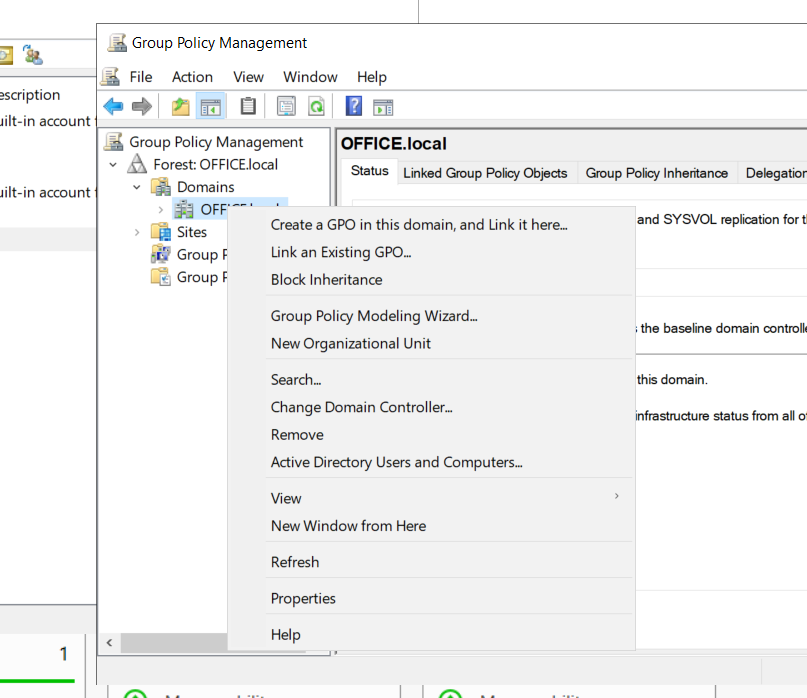 Group Policy Management
File Action View Window Help
escription
uilt-in account
uilt-in account
Group Policy Management
Forest: OFFICE.local
Domains
Sites
Group
Group
OFFICE.local
Status Linked Group Policy Objects Group Policy Inheritance Delegation
and SYSVOL replication for
the baseline domain controlle
this domain.
infrastructure status from all o
Create a GPO in this domain, and Link it here...
Link an Existing GPO...
Block Inheritance
Group Policy Modeling Wizard...
New Organizational Unit
Search...
Change Domain Controller...
Remove
Active Directory Users and Computers...
View
New Window from Here
Refresh
Properties
Help
1